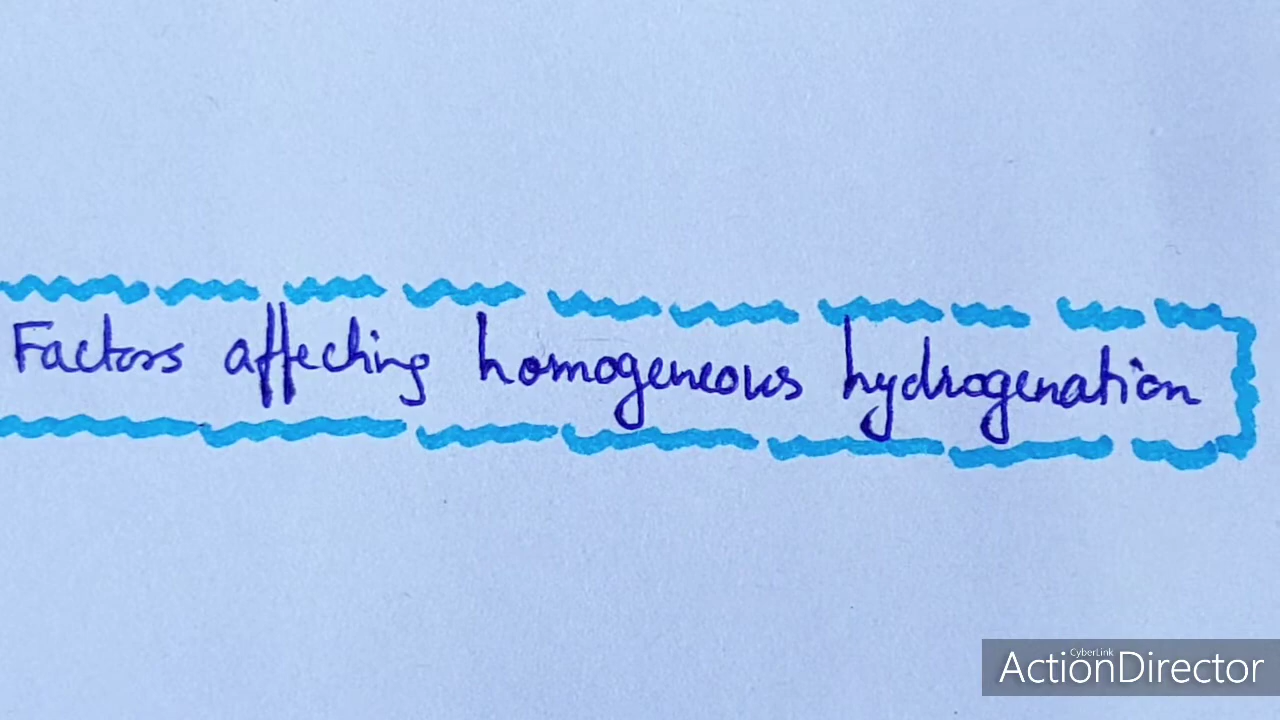 Factors affecting homogeneous hydrogenation
CyberLink
ActionDirector